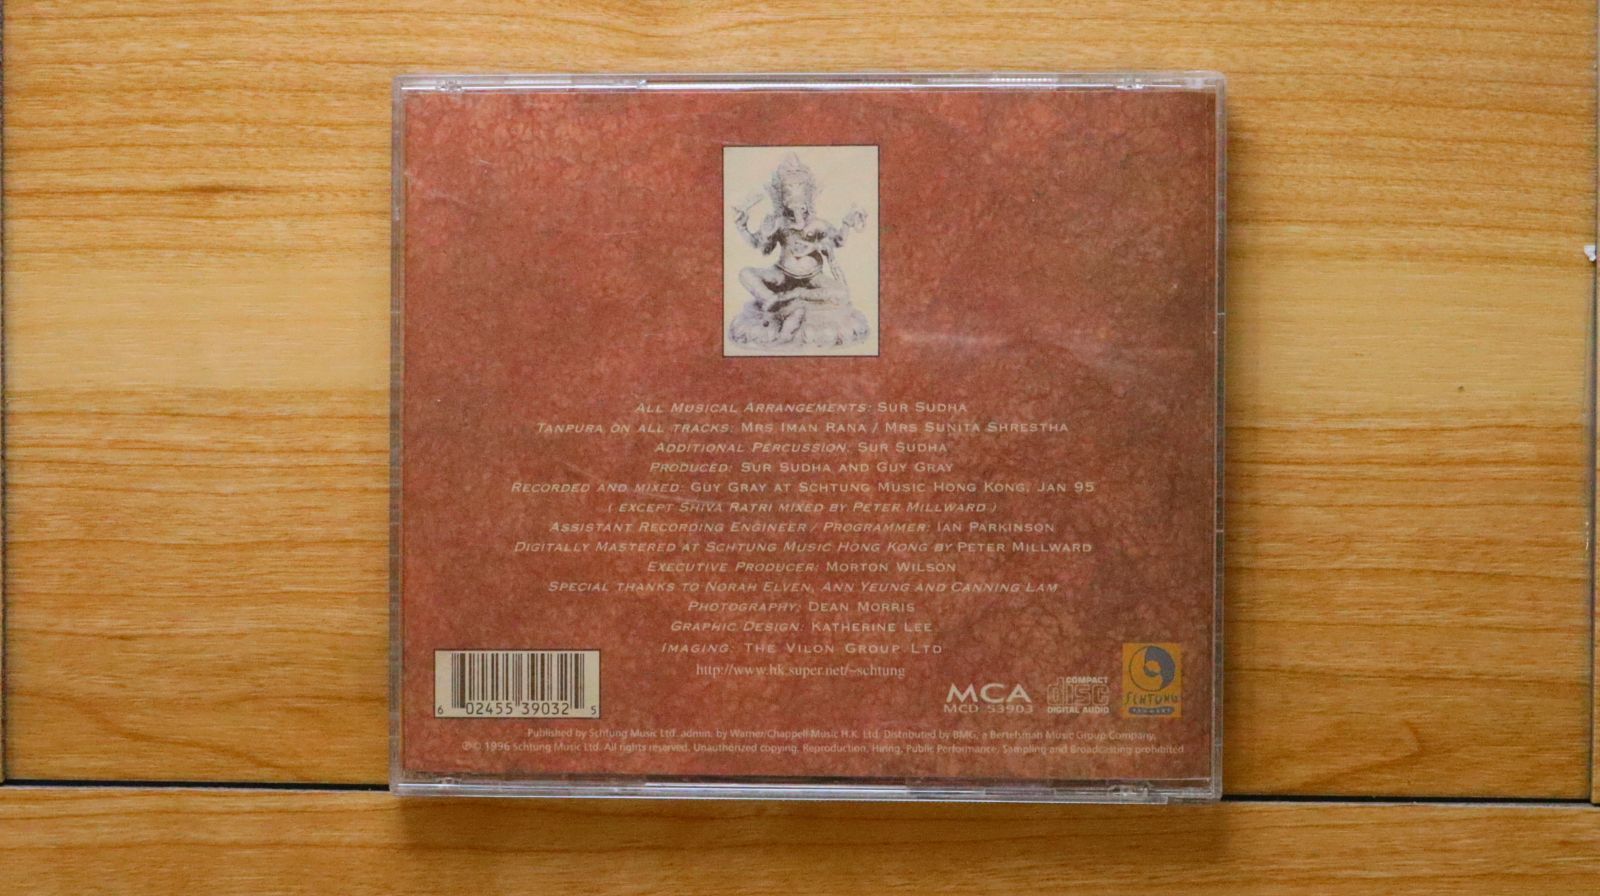 ALL MUSICAL ARRANGEMENTS: SUR SUDHA
TANPURA ON ALL TRACKS: MRS IMAN RANA / MRS SUNITA SHRESTHA
ADDITIONAL PERCUSSION: SUR SUDHA
PRODUCED: SUR SUDHA AND GUY GRAY
RECORDED AND MIXED: GUY GRAY AT SCHTUNG MUSIC HONG KONG, JAN 95
( EXCEPT SHIVA RATRI MIXED BY PETER MILLWARD )
ASSISTANT RECORDING ENGINEER / PROGRAMMER: IAN PARKINSON
DIGITALLY MASTERED AT SCHTUNG MUSIC HONG KONG BY PETER MILLWARD
EXECUTIVE PRODUCER: MORTON WILSON
SPECIAL THANKS TO NORAH ELVEN, ANN YEUNG AND CANNING LAM
PHOTOGRAPHY: DEAN MORRIS
GRAPHIC DESIGN: KATHERINE LEE
IMAGING: THE VILON GROUP LTD
http://www.hk.super.net/~schtung
6 02455 39032 5
MCA
MCD 53903
COMPACT
disc
DIGITAL AUDIO
SCHTUNG
Published by Schtung Music Ltd. admin. by Warner/Chappell Music H.K. Ltd. Distributed by BMG, a Bertelsman Music Group Company,
℗© 1996 Schtung Music Ltd. All rights reserved. Unauthorized copying, Reproduction, Hiring, Public Performance, Sampling and Broadcasting prohibited